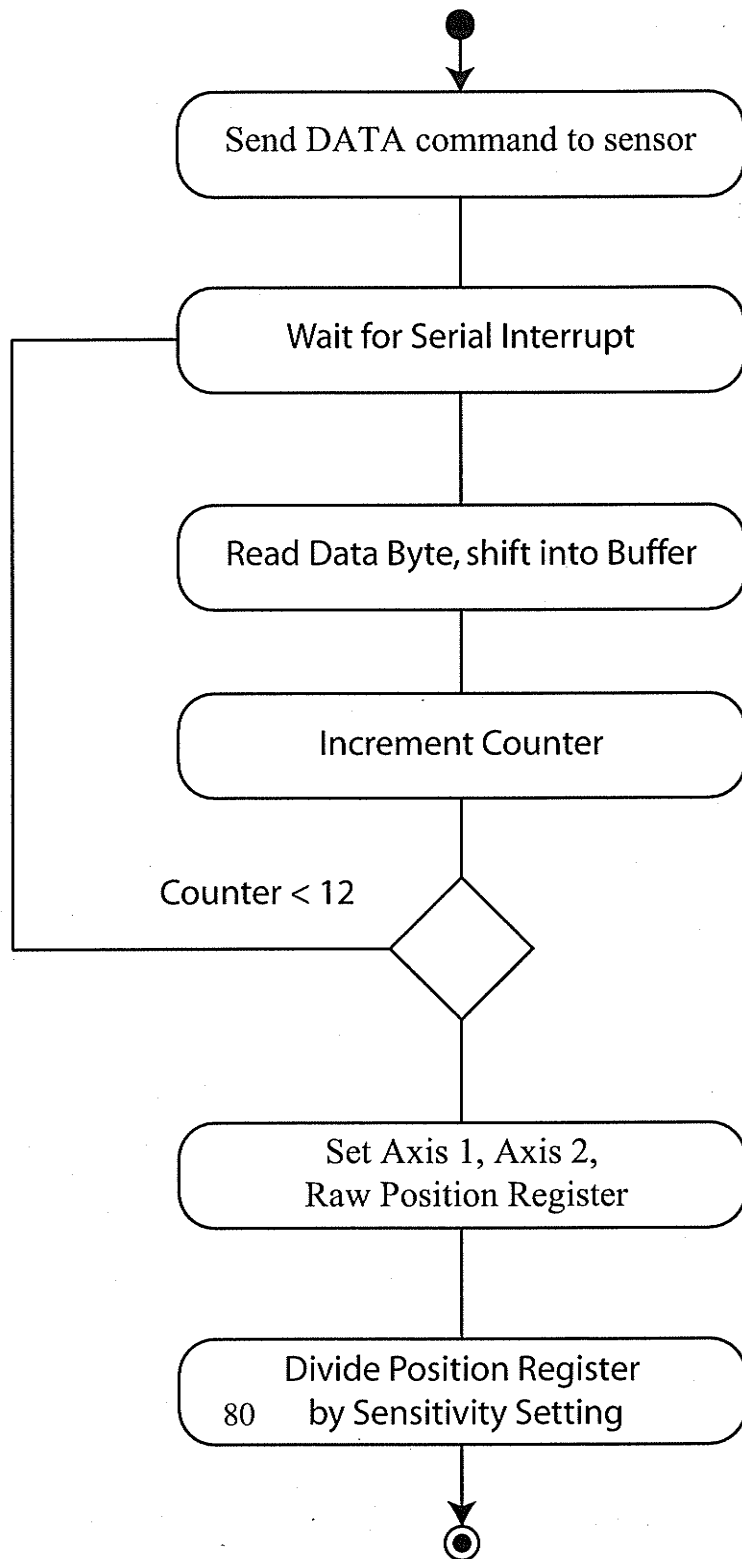 Send DATA command to sensor
Wait for Serial Interrupt
Read Data Byte, shift into Buffer
Increment Counter
Counter < 12
Set Axis 1, Axis 2,
Raw Position Register
Divide Position Register
80 by Sensitivity Setting